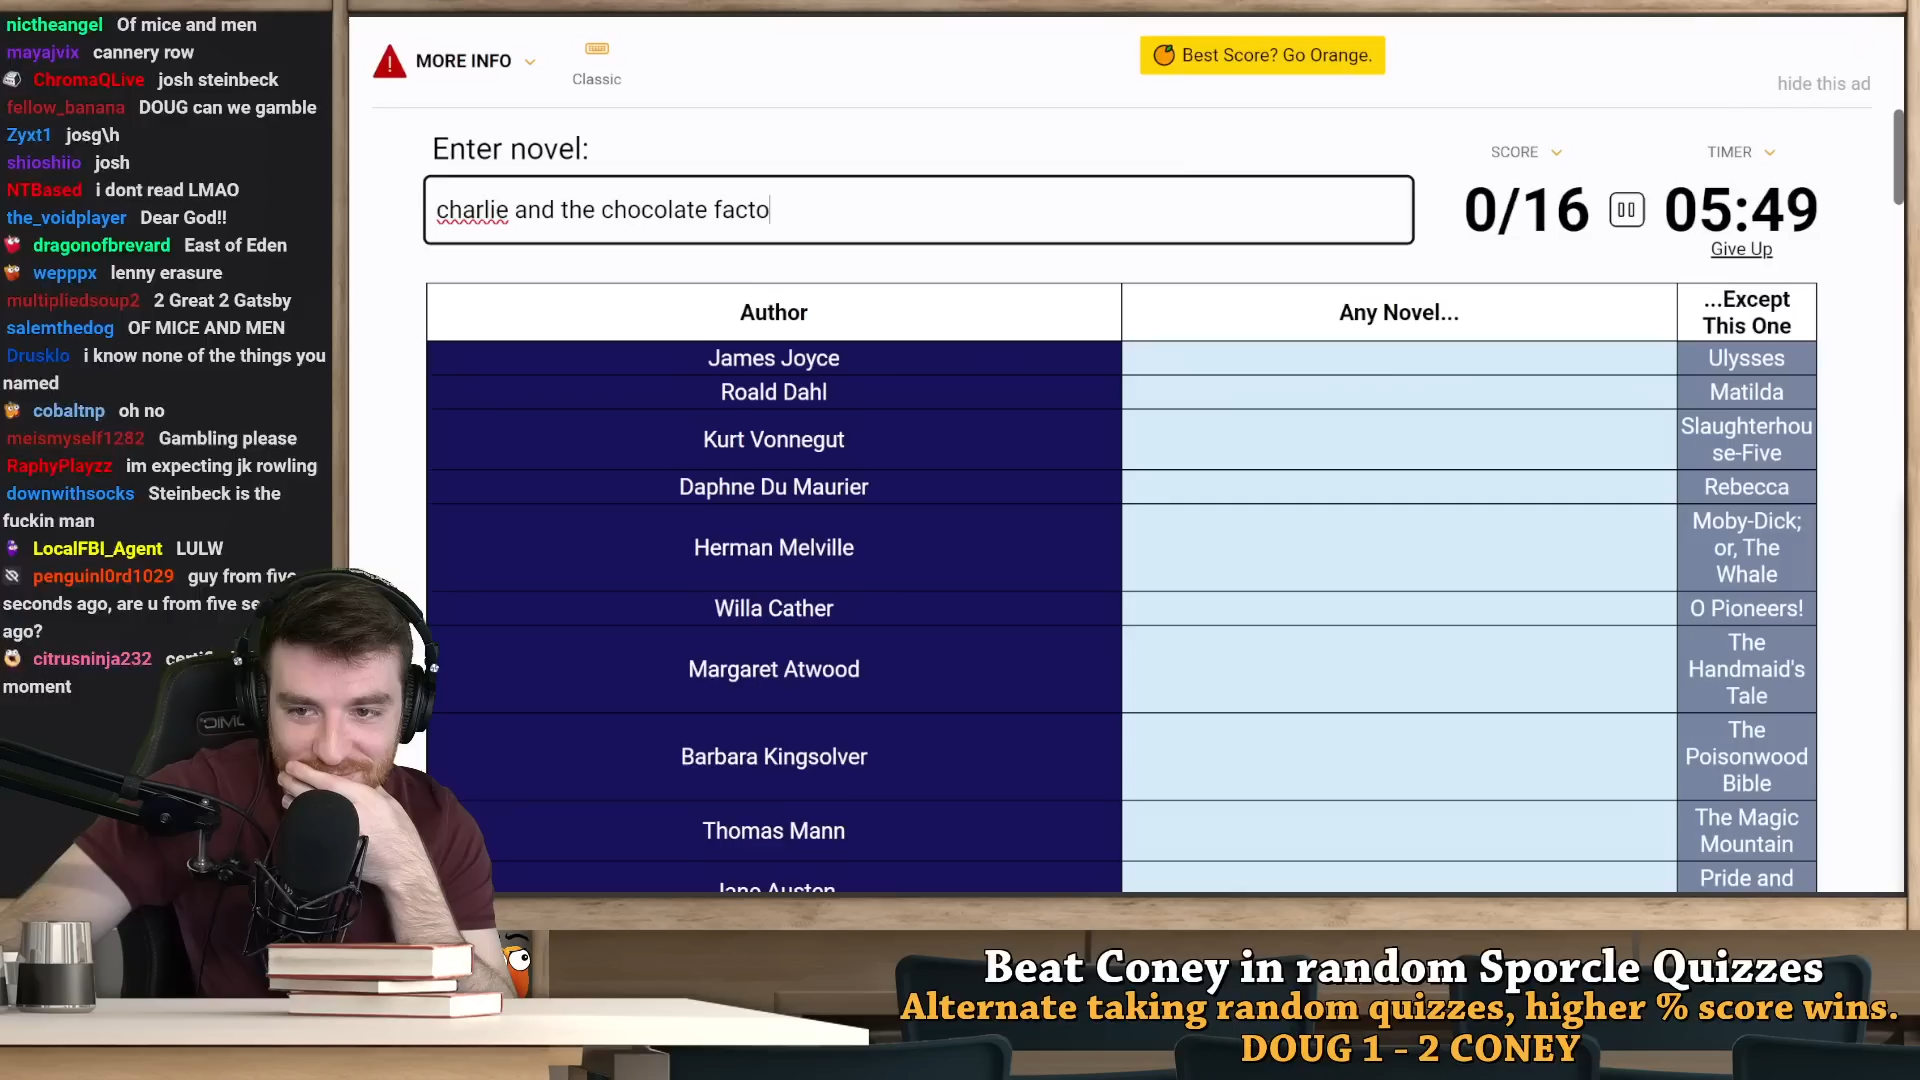 nictheangel Of mice and men
mayajvix cannery row
ChromaQLive josh steinbeck
fellow_banana DOUG can we gamble
Zyxt1 josg\h
shioshiio josh
NTBased i dont read LMAO
the_voidplayer Dear God!!
dragonofbrevard East of Eden
wepppx lenny erasure
multipliedsoup2 2 Great 2 Gatsby
salemthedog OF MICE AND MEN
Drusklo i know none of the things you
named
cobaltnp oh no
meismyself1282 Gambling please
RaphyPlayzz im expecting jk rowling
downwithsocks Steinbeck is the
fuckin man
LocalFBI_Agent LULW
penguinl0rd1029 guy from five
seconds ago, are u from five
ago?
citrusninja232
moment
MORE INFO
Classic
Best Score? Go Orange.
hide this ad
Enter novel:
charlie and the chocolate facto
SCORE
0/16
TIMER
05:49
Give Up
Author Any Novel... ...Except
This One
James Joyce Ulysses
Roald Dahl Matilda
Kurt Vonnegut Slaughterhou
se-Five
Daphne Du Maurier Rebecca
Herman Melville Moby-Dick;
or, The
Whale
Willa Cather O Pioneers!
Margaret Atwood The
Handmaid's
Tale
Barbara Kingsolver The
Poisonwood
Bible
Thomas Mann The Magic
Mountain
Jane Austen Pride and
Beat Coney in random Sporcle Quizzes
Alternate taking random quizzes, higher % score wins.
DOUG 1 - 2 CONEY